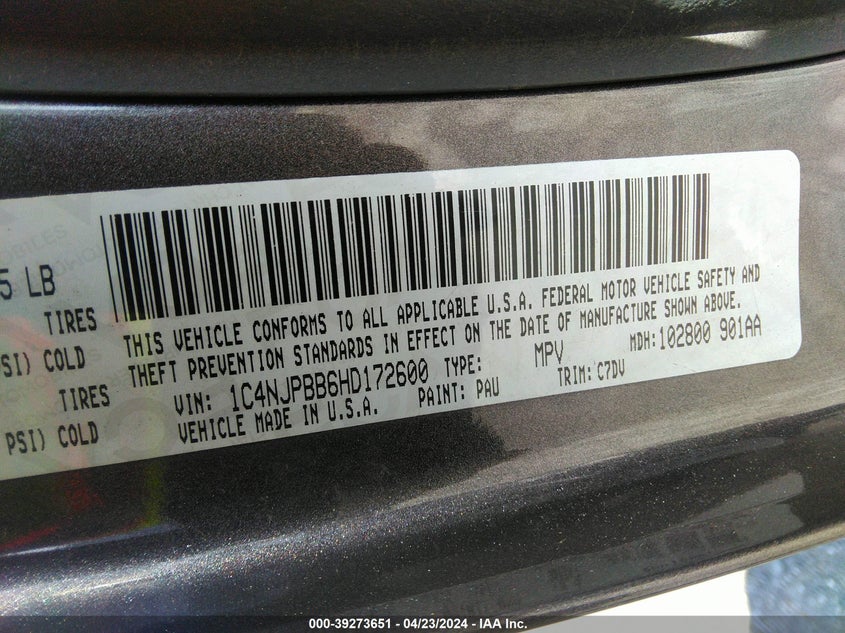 5 LB
TIRES
PSI) COLD
TIRES
PSI) COLD
THIS VEHICLE CONFORMS TO ALL APPLICABLE U.S.A. FEDERAL MOTOR VEHICLE SAFETY AND
THEFT PREVENTION STANDARDS IN EFFECT ON THE DATE OF MANUFACTURE SHOWN ABOVE.
VIN: 1C4NJPBB6HD172600 TYPE: MPV MDH:102800 901AA
VEHICLE MADE IN U.S.A. PAINT: PAU TRIM: C7DV
000-39273651 - 04/23/2024 - IAA Inc.